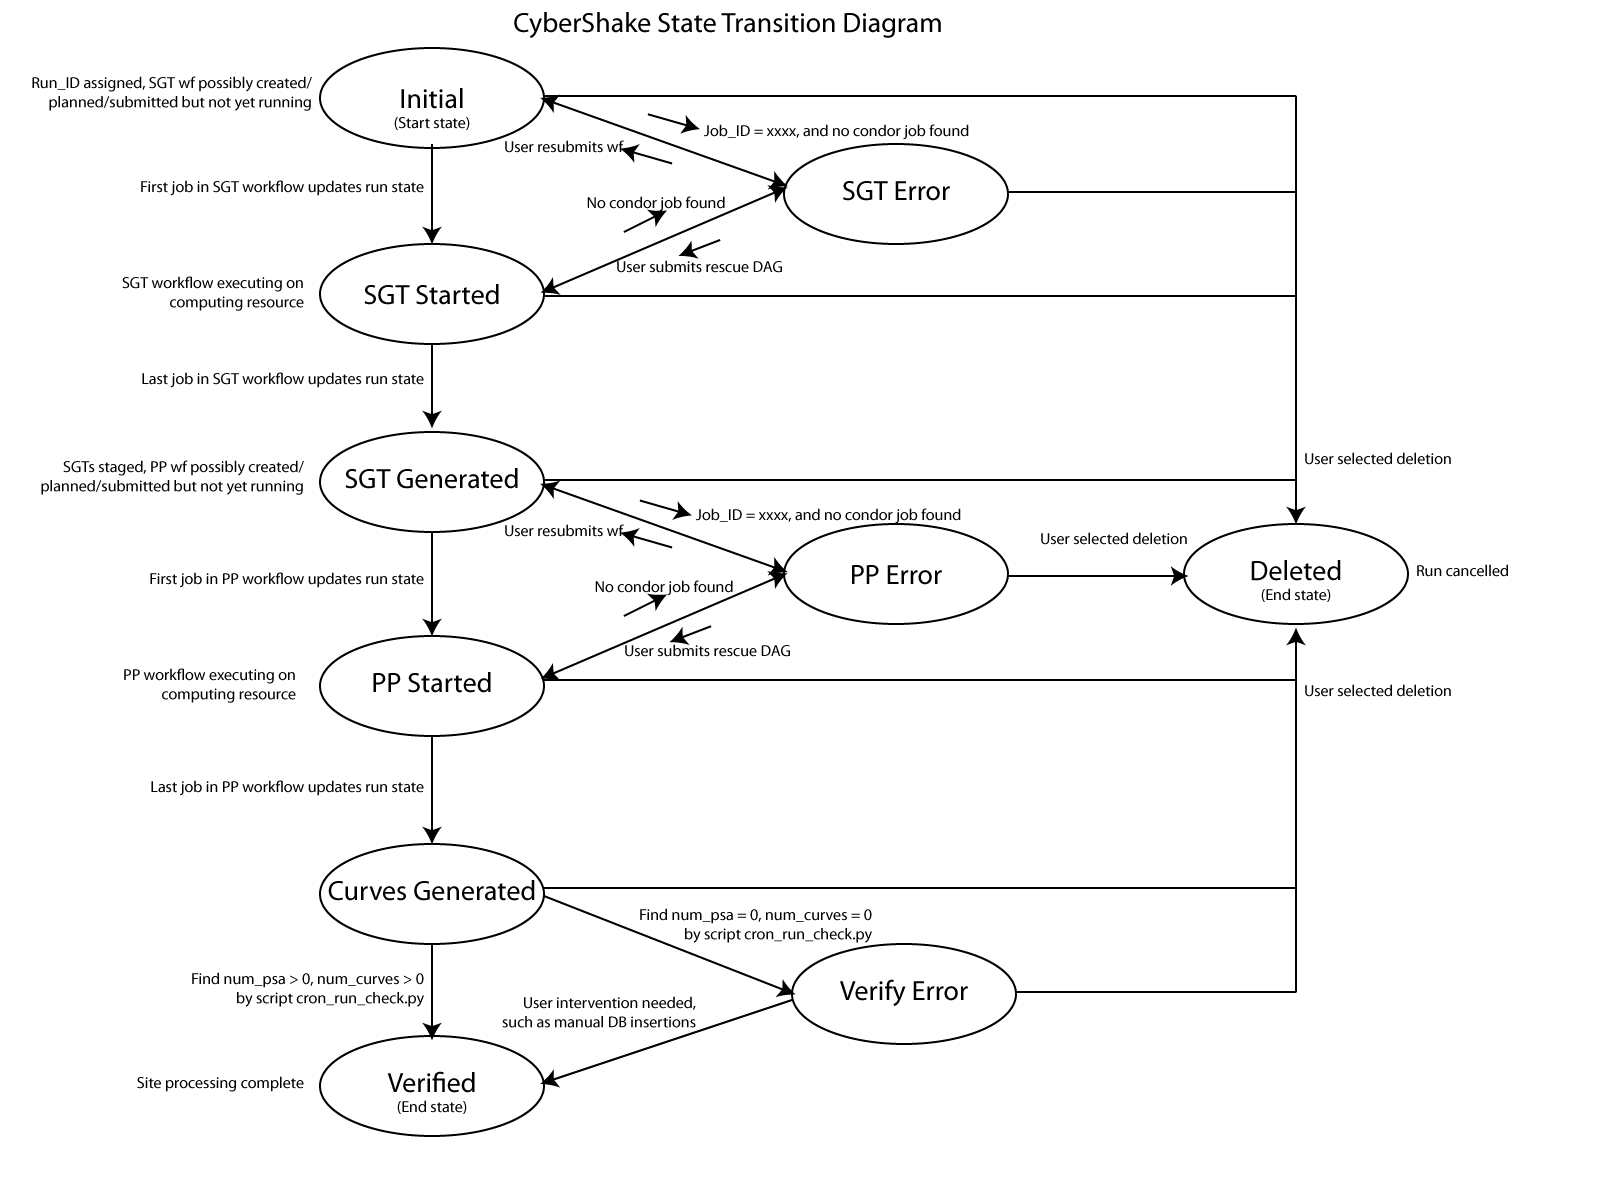 CyberShake State Transition Diagram
Run_ID assigned, SGT wf possibly created/
planned/submitted but not yet running
Initial
(Start state)
Job_ID = xxxx, and no condor job found
User resubmits wf
First job in SGT workflow updates run state
SGT Error
No condor job found
User submits rescue DAG
SGT workflow executing on
computing resource
SGT Started
Last job in SGT workflow updates run state
User selected deletion
SGTs staged, PP wf possibly created/
planned/submitted but not yet running
SGT Generated
Job_ID = xxxx, and no condor job found
User resubmits wf
User selected deletion
First job in PP workflow updates run state
PP Error
Deleted
(End state)
Run cancelled
No condor job found
User submits rescue DAG
PP workflow executing on
computing resource
PP Started
User selected deletion
Last job in PP workflow updates run state
Curves Generated
Find num_psa = 0, num_curves = 0
by script cron_run_check.py
Find num_psa > 0, num_curves > 0
by script cron_run_check.py
Verify Error
User intervention needed,
such as manual DB insertions
Site processing complete
Verified
(End state)